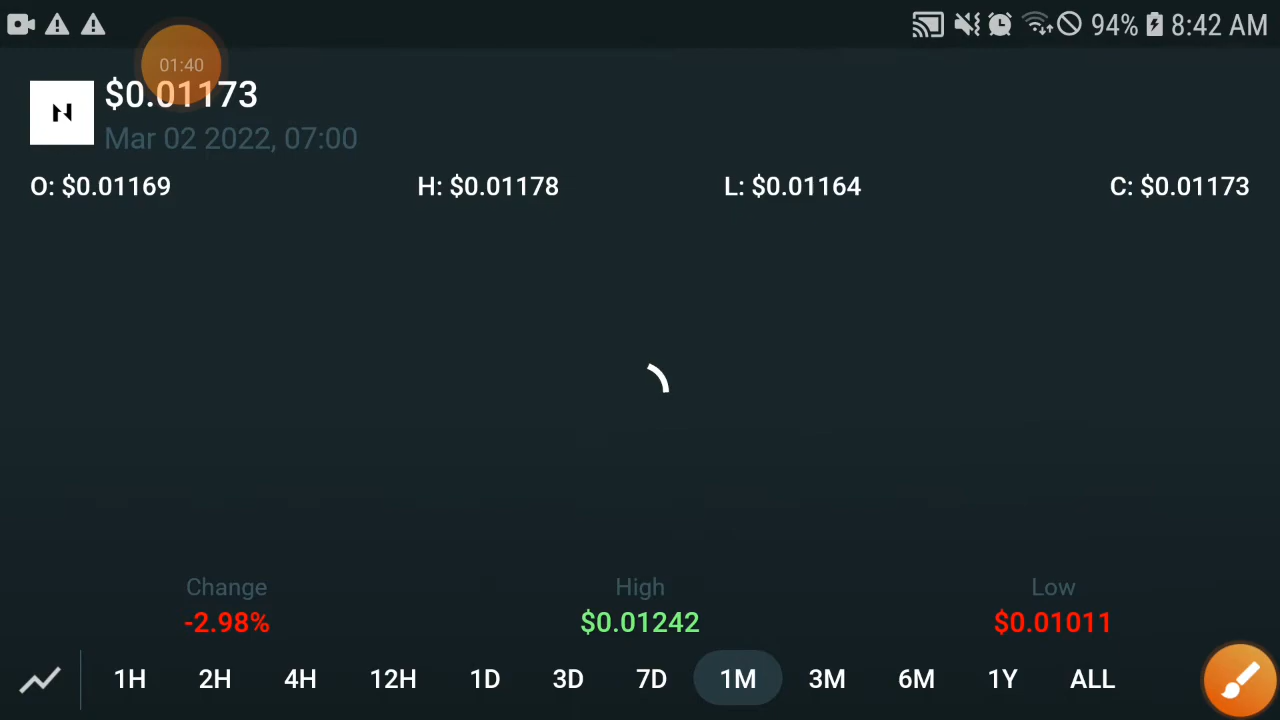 94% 8:42 AM
01:40
$0.01173
Mar 02 2022, 07:00
O: $0.01169 H: $0.01178 L: $0.01164 C: $0.01173
Change High Low
-2.98% $0.01242 $0.01011
1H 2H 4H 12H 1D 3D 7D 1M 3M 6M 1Y ALL